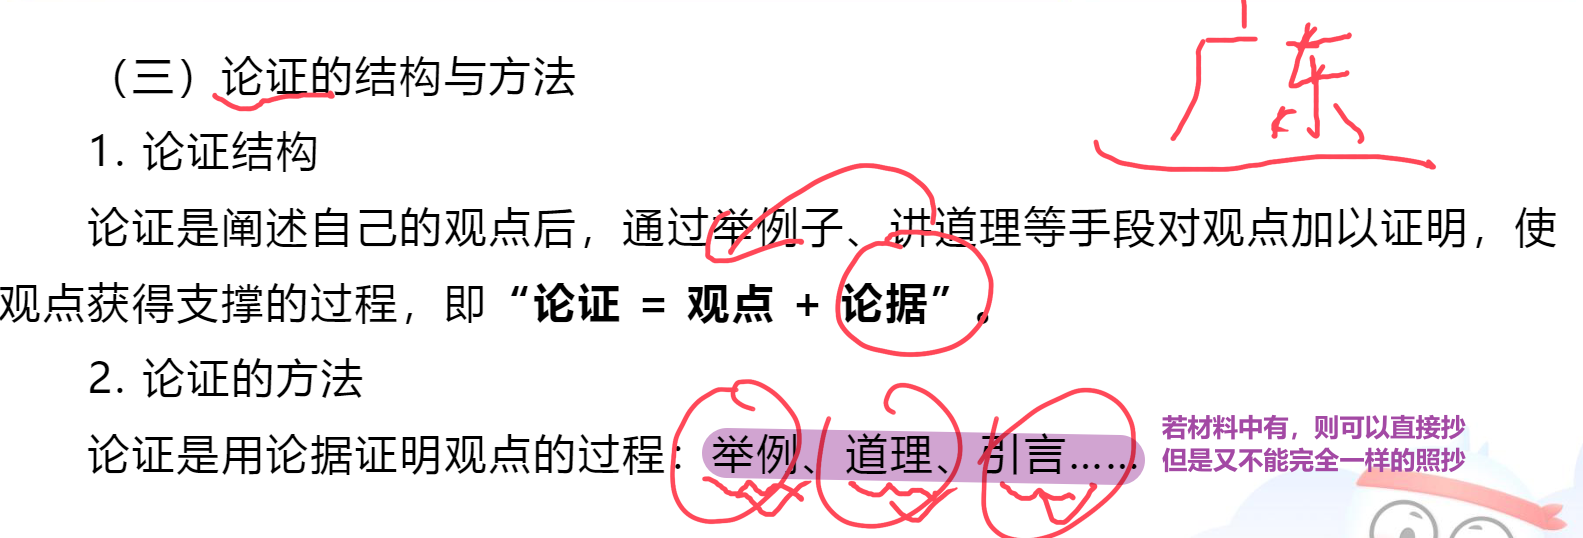 广东
（三）论证的结构与方法
1. 论证结构
论证是阐述自己的观点后，通过举例子、讲道理等手段对观点加以证明，使
观点获得支撑的过程，即“论证 = 观点 + 论据”。
2. 论证的方法
论证是用论据证明观点的过程：举例、道理、引言……
若材料中有，则可以直接抄
但是又不能完全一样的照抄